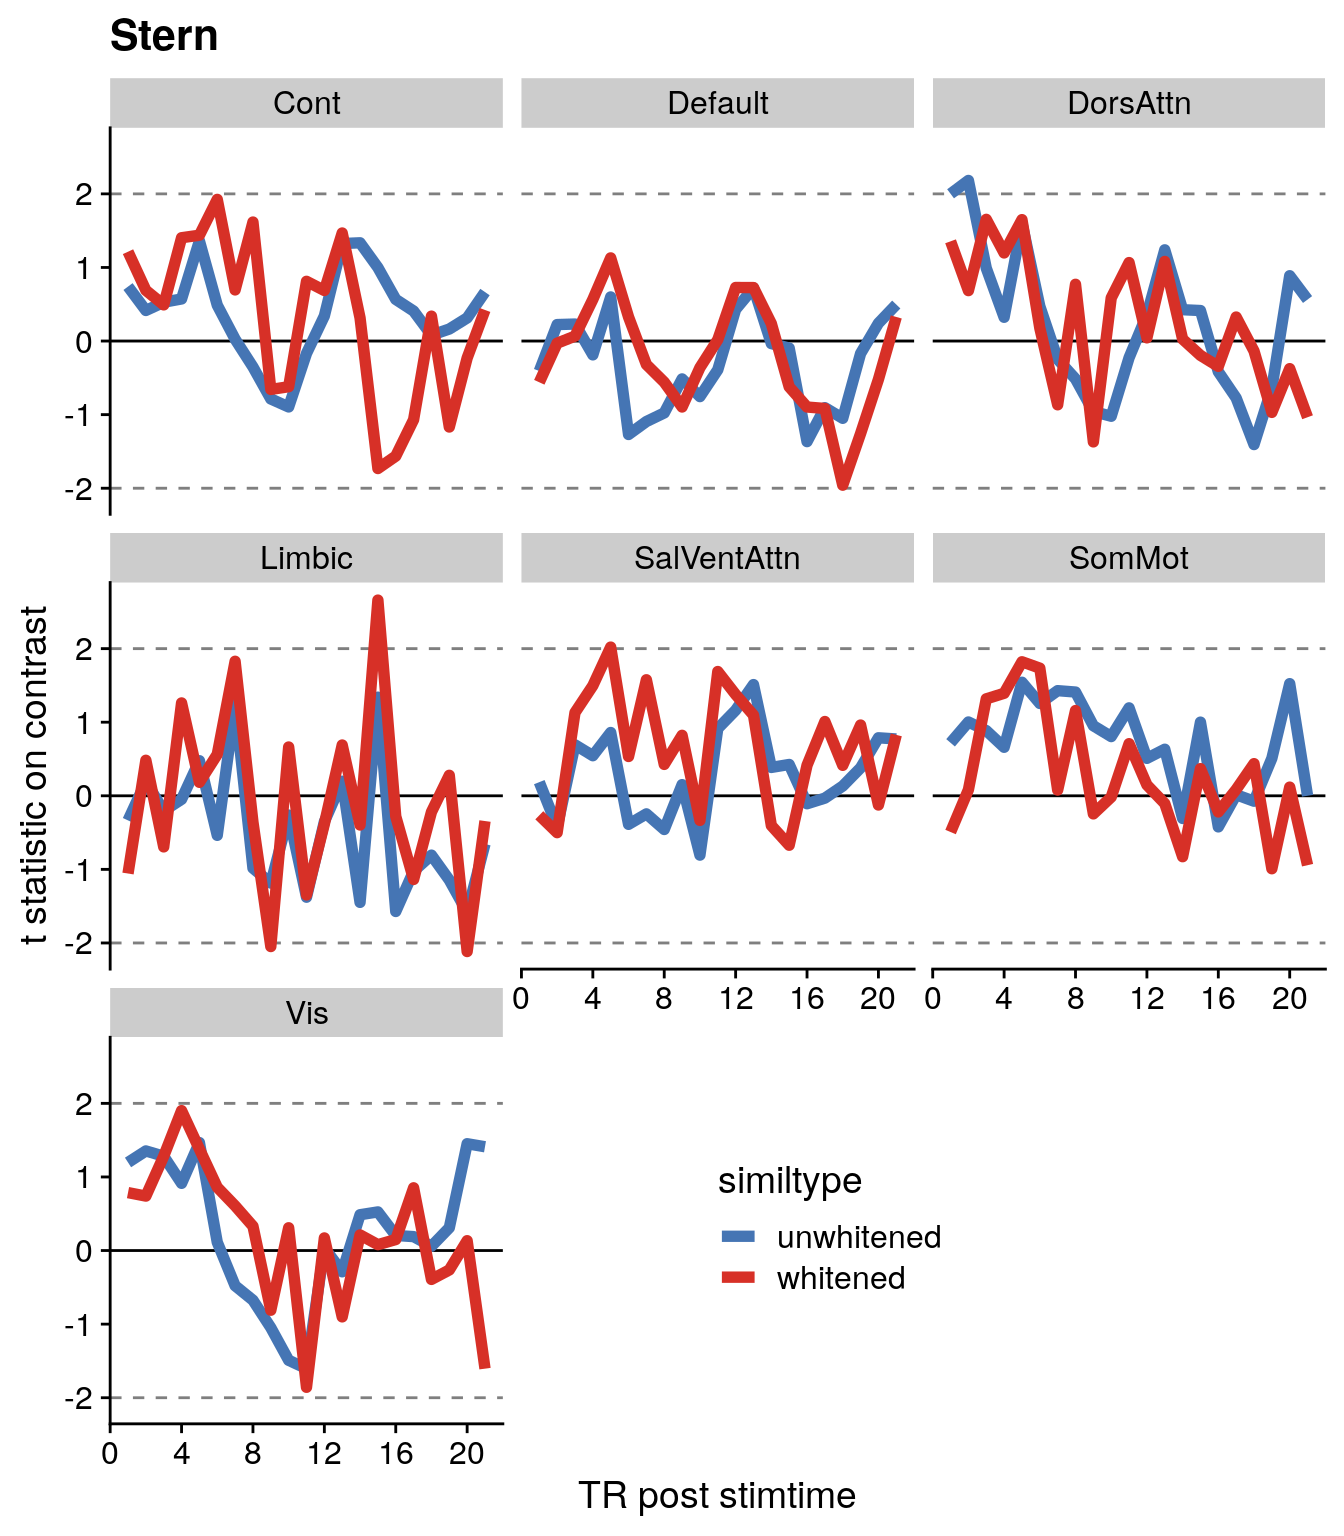 Stern
Cont Default DorsAttn
2
1
0
-1
-2
Limbic SalVentAttn SomMot
2
1
0
-1
-2
0 4 8 12 16 20 0 4 8 12 16 20
Vis
2
1
0
-1
-2
0 4 8 12 16 20
t statistic on contrast
similtype
unwhitened
whitened
TR post stimtime